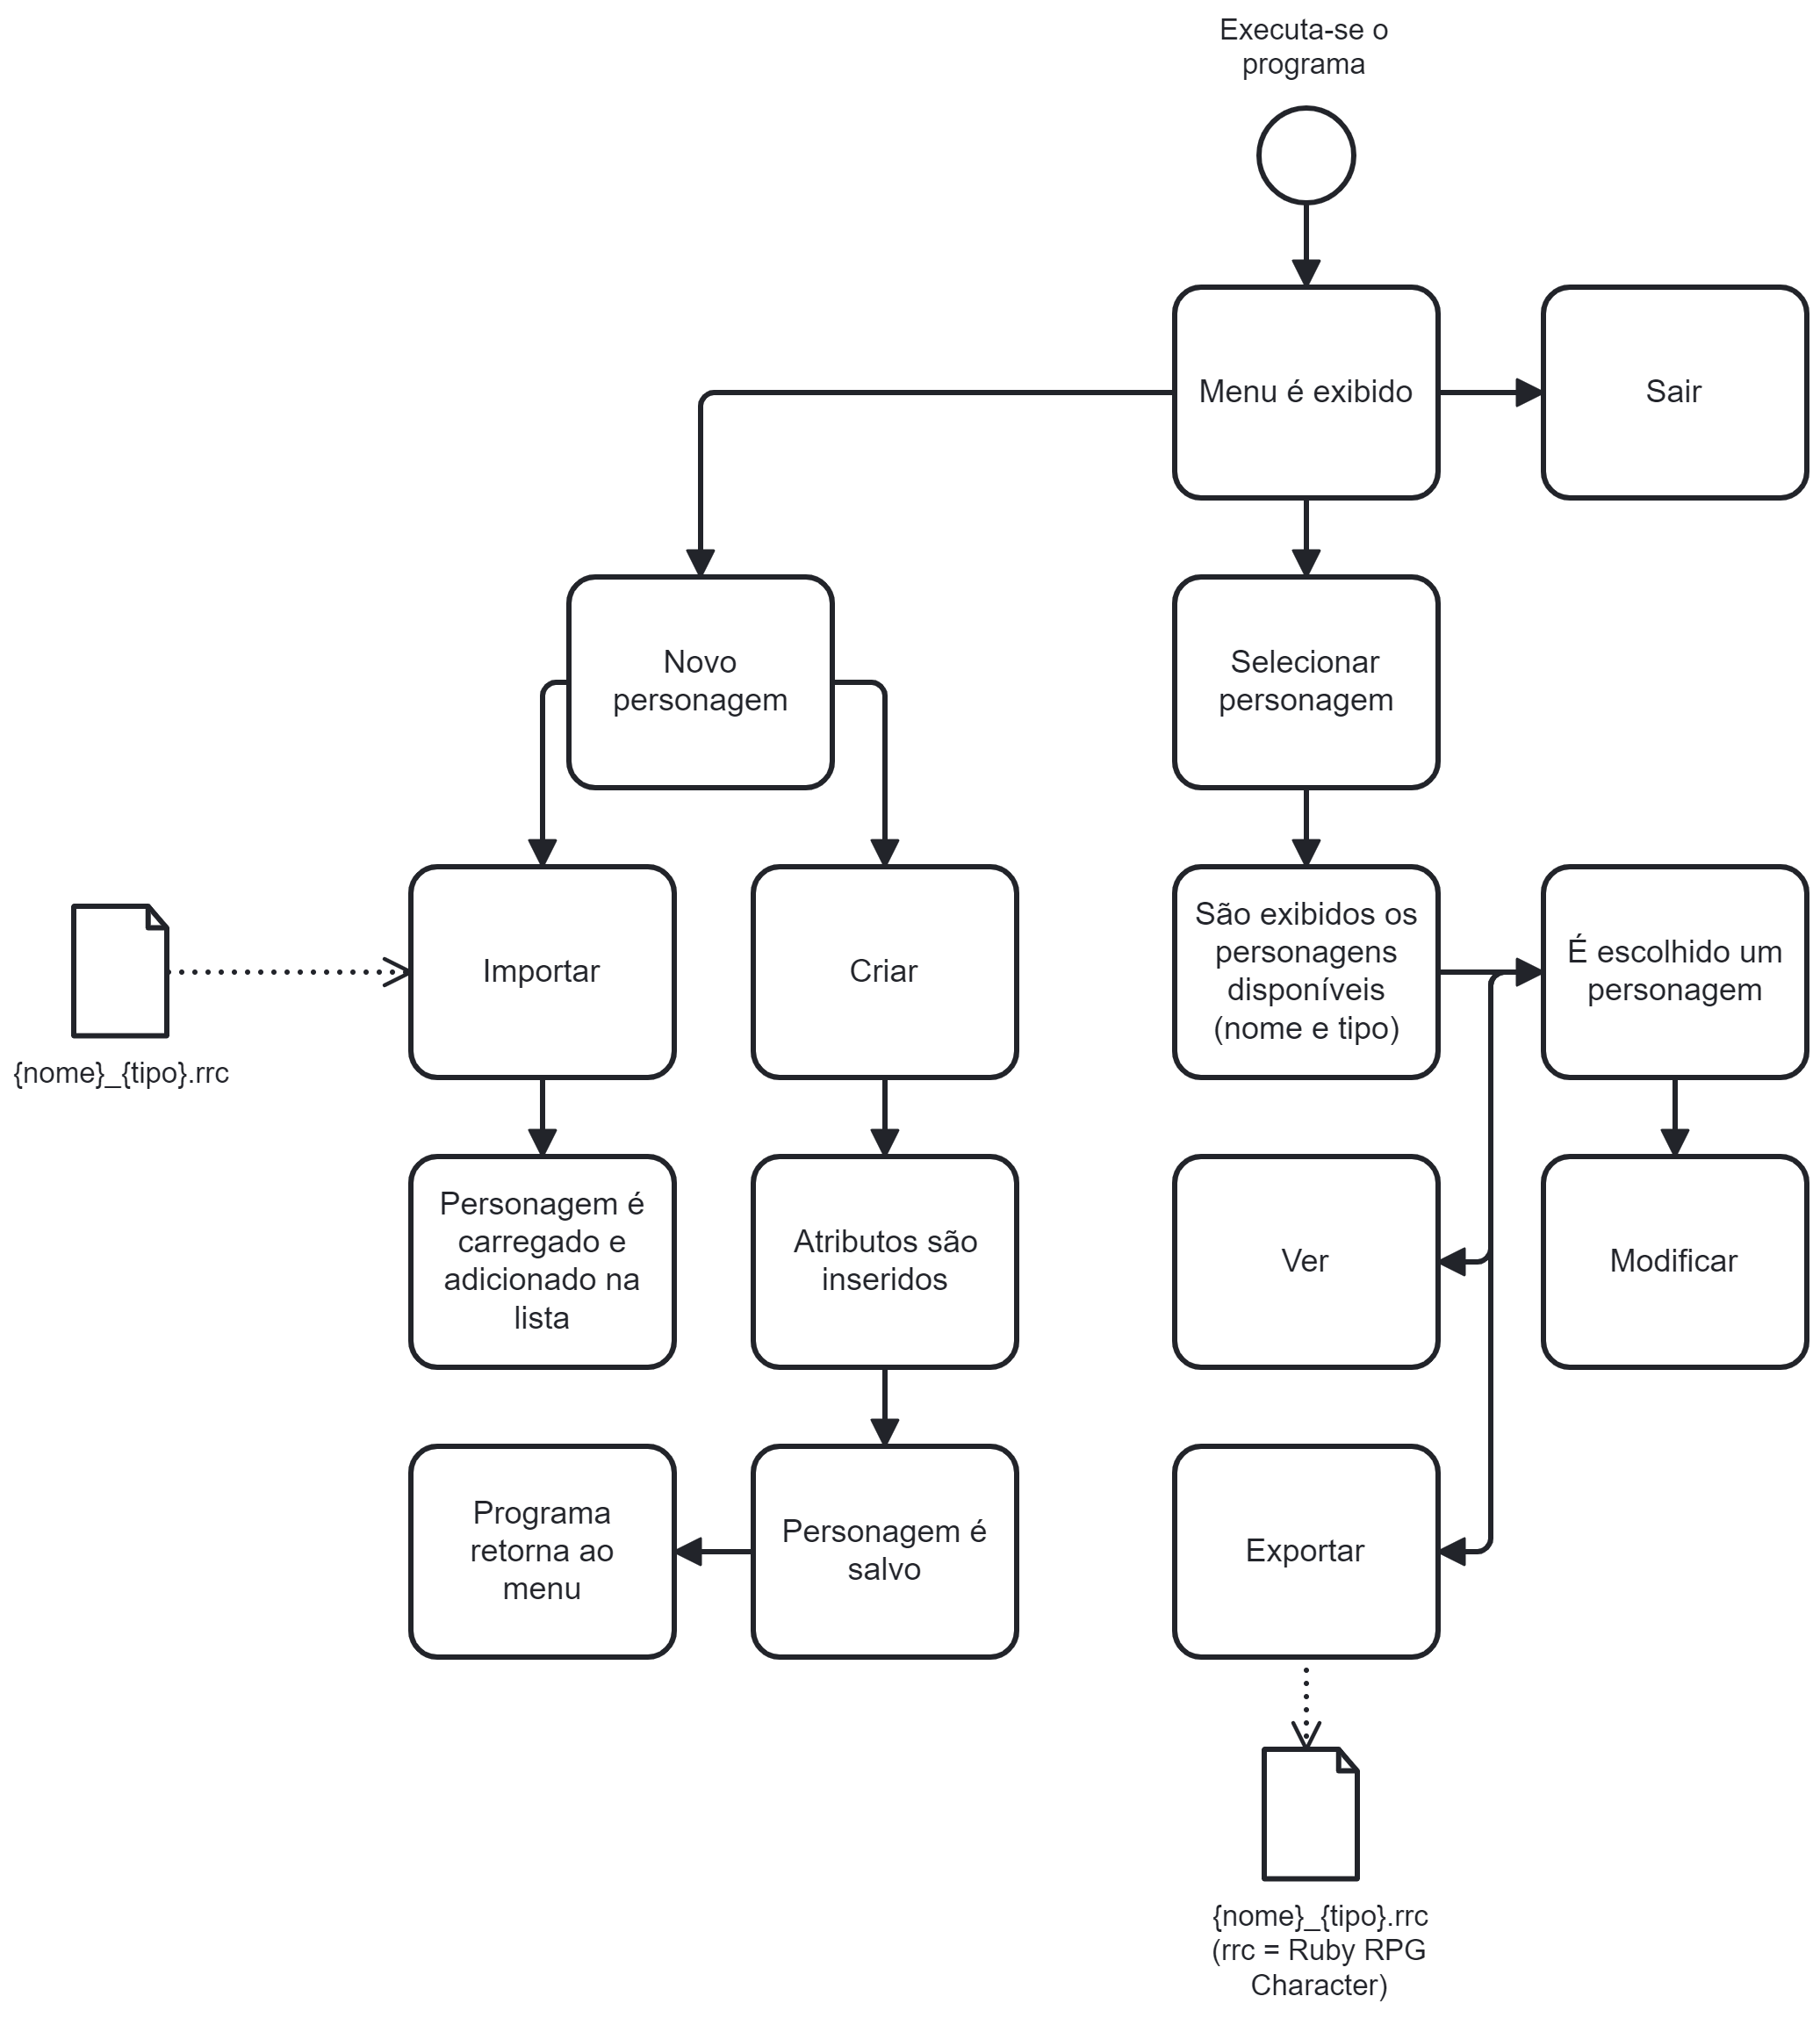 Executa-se o
programa
Menu é exibido
Sair
Novo
personagem
Selecionar
personagem
Importar
Criar
São exibidos os
personagens
disponíveis
(nome e tipo)
É escolhido um
personagem
{nome}_{tipo}.rrc
Personagem é
carregado e
adicionado na
lista
Atributos são
inseridos
Ver
Modificar
Programa
retorna ao
menu
Personagem é
salvo
Exportar
{nome}_{tipo}.rrc
(rrc = Ruby RPG
Character)